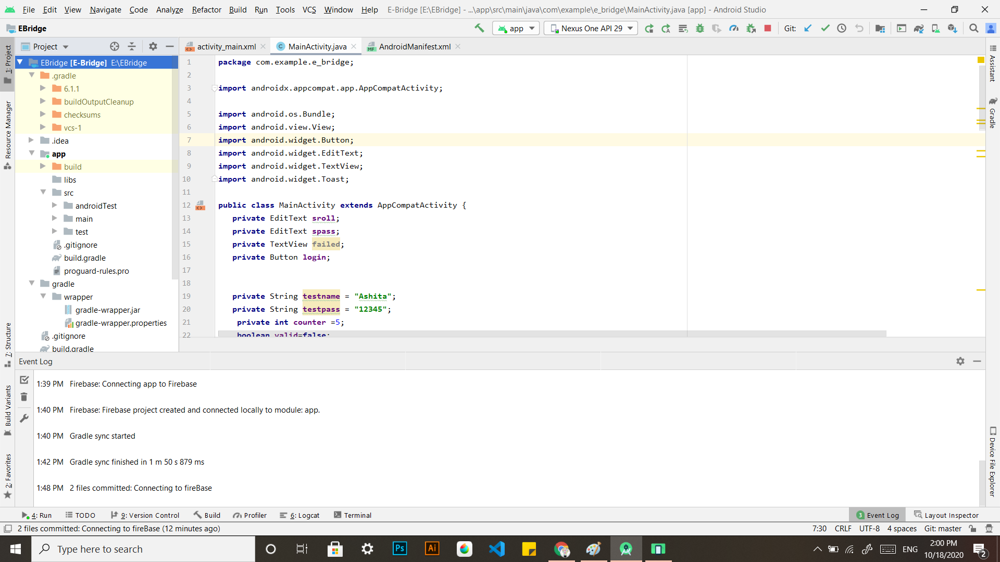 File Edit View Navigate Code Analyze Refactor Build Run Tools VCS Window Help E-Bridge [E:\EBridge] - ...\app\src\main\java\com\example\e_bridge\MainActivity.java [app] - Android Studio
EBridge app Nexus One API 29 Git:
1: Project
Resource Manager
7: Structure
Build Variants
2: Favorites
Project
EBridge [E-Bridge] E:\EBridge
.gradle
6.1.1
buildOutputCleanup
checksums
vcs-1
.idea
app
build
libs
src
androidTest
main
test
.gitignore
build.gradle
proguard-rules.pro
gradle
wrapper
gradle-wrapper.jar
gradle-wrapper.properties
.gitignore
build.gradle
activity_main.xml MainActivity.java AndroidManifest.xml
1 package com.example.e_bridge;
2
3 import androidx.appcompat.app.AppCompatActivity;
4
5 import android.os.Bundle;
6 import android.view.View;
7 import android.widget.Button;
8 import android.widget.EditText;
9 import android.widget.TextView;
10 import android.widget.Toast;
11
12 public class MainActivity extends AppCompatActivity {
13 private EditText sroll;
14 private EditText spass;
15 private TextView failed;
16 private Button login;
17
18
19 private String testname = "Ashita";
20 private String testpass = "12345";
21 private int counter =5;
22 boolean valid=false;
Assistant
Gradle
Device File Explorer
Event Log
1:39 PM Firebase: Connecting app to Firebase
1:40 PM Firebase: Firebase project created and connected locally to module: app.
1:40 PM Gradle sync started
1:42 PM Gradle sync finished in 1 m 50 s 879 ms
1:48 PM 2 files committed: Connecting to fireBase
4: Run TODO 9: Version Control Build Profiler 6: Logcat Terminal 3 Event Log Layout Inspector
2 files committed: Connecting to fireBase (12 minutes ago) 7:30 CRLF UTF-8 4 spaces Git: master
Type here to search Ps Ai ENG 2:00 PM
10/18/2020 2